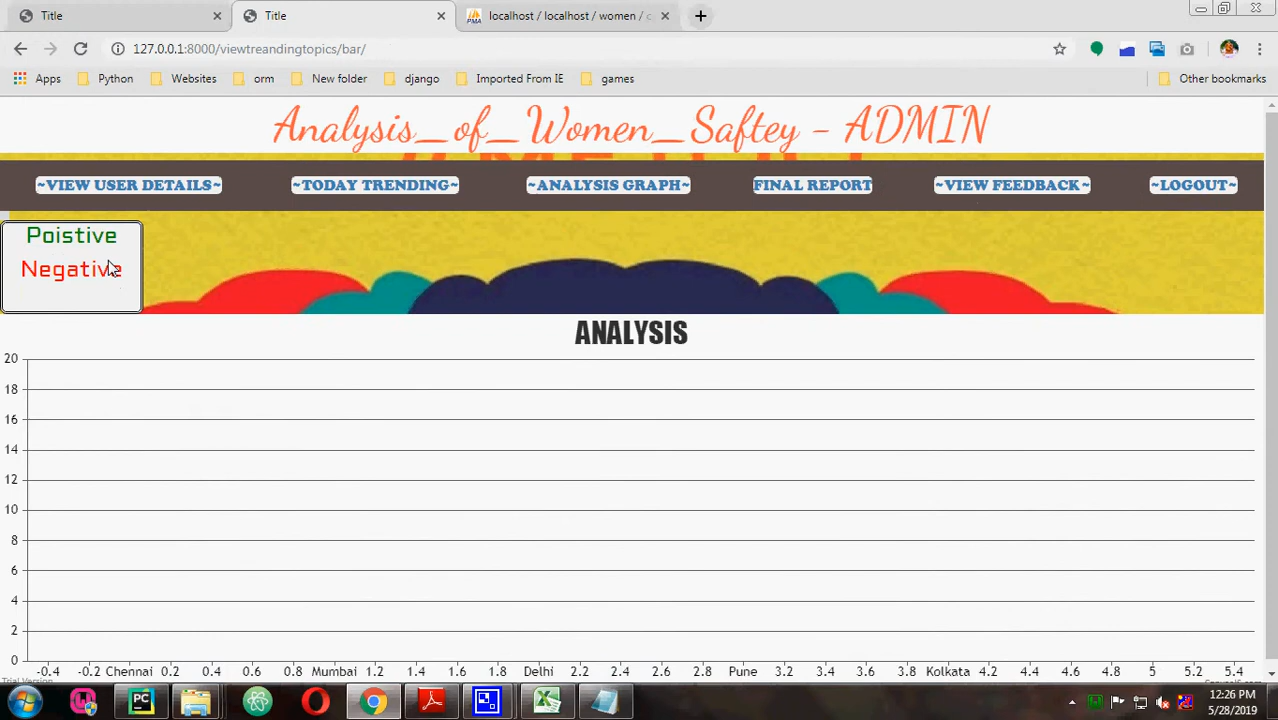 Title
Title
localhost / localhost / women / c
127.0.0.1:8000/viewtreandingtopics/bar/
Apps Python Websites orm New folder django Imported From IE games Other bookmarks
Analysis_of_Women_Saftey - ADMIN
~VIEW USER DETAILS~ ~TODAY TRENDING~ ~ANALYSIS GRAPH~ FINAL REPORT ~VIEW FEEDBACK~ ~LOGOUT~
Poistive
Negative
ANALYSIS
20
18
16
14
12
10
8
6
4
2
0
-0.4 -0.2 Chennai 0.2 0.4 0.6 0.8 Mumbai 1.2 1.4 1.6 1.8 Delhi 2.2 2.4 2.6 2.8 Pune 3.2 3.4 3.6 3.8 Kolkata 4.2 4.4 4.6 4.8 5 5.2 5.4
Trial Version
12:26 PM
5/28/2019